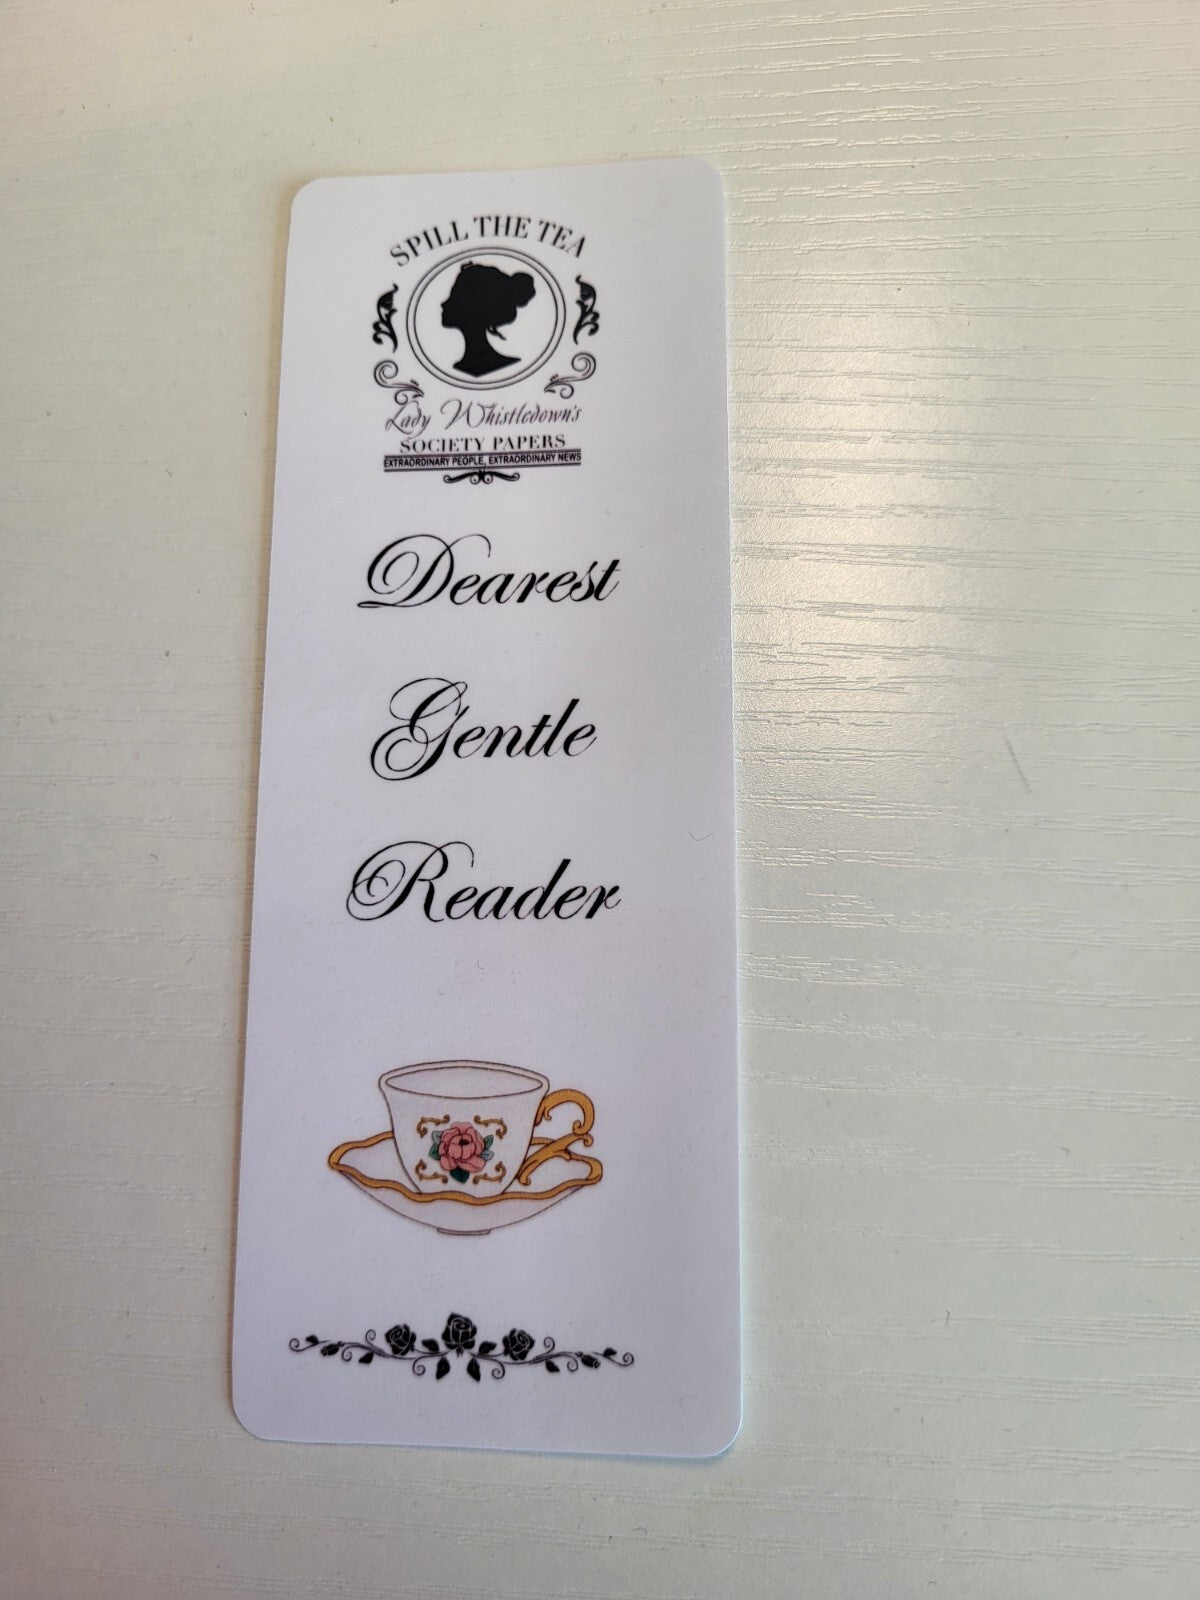 SPILL THE TEA
Lady Whistledown's
SOCIETY PAPERS
EXTRAORDINARY PEOPLE, EXTRAORDINARY NEWS
Dearest
Gentle
Reader